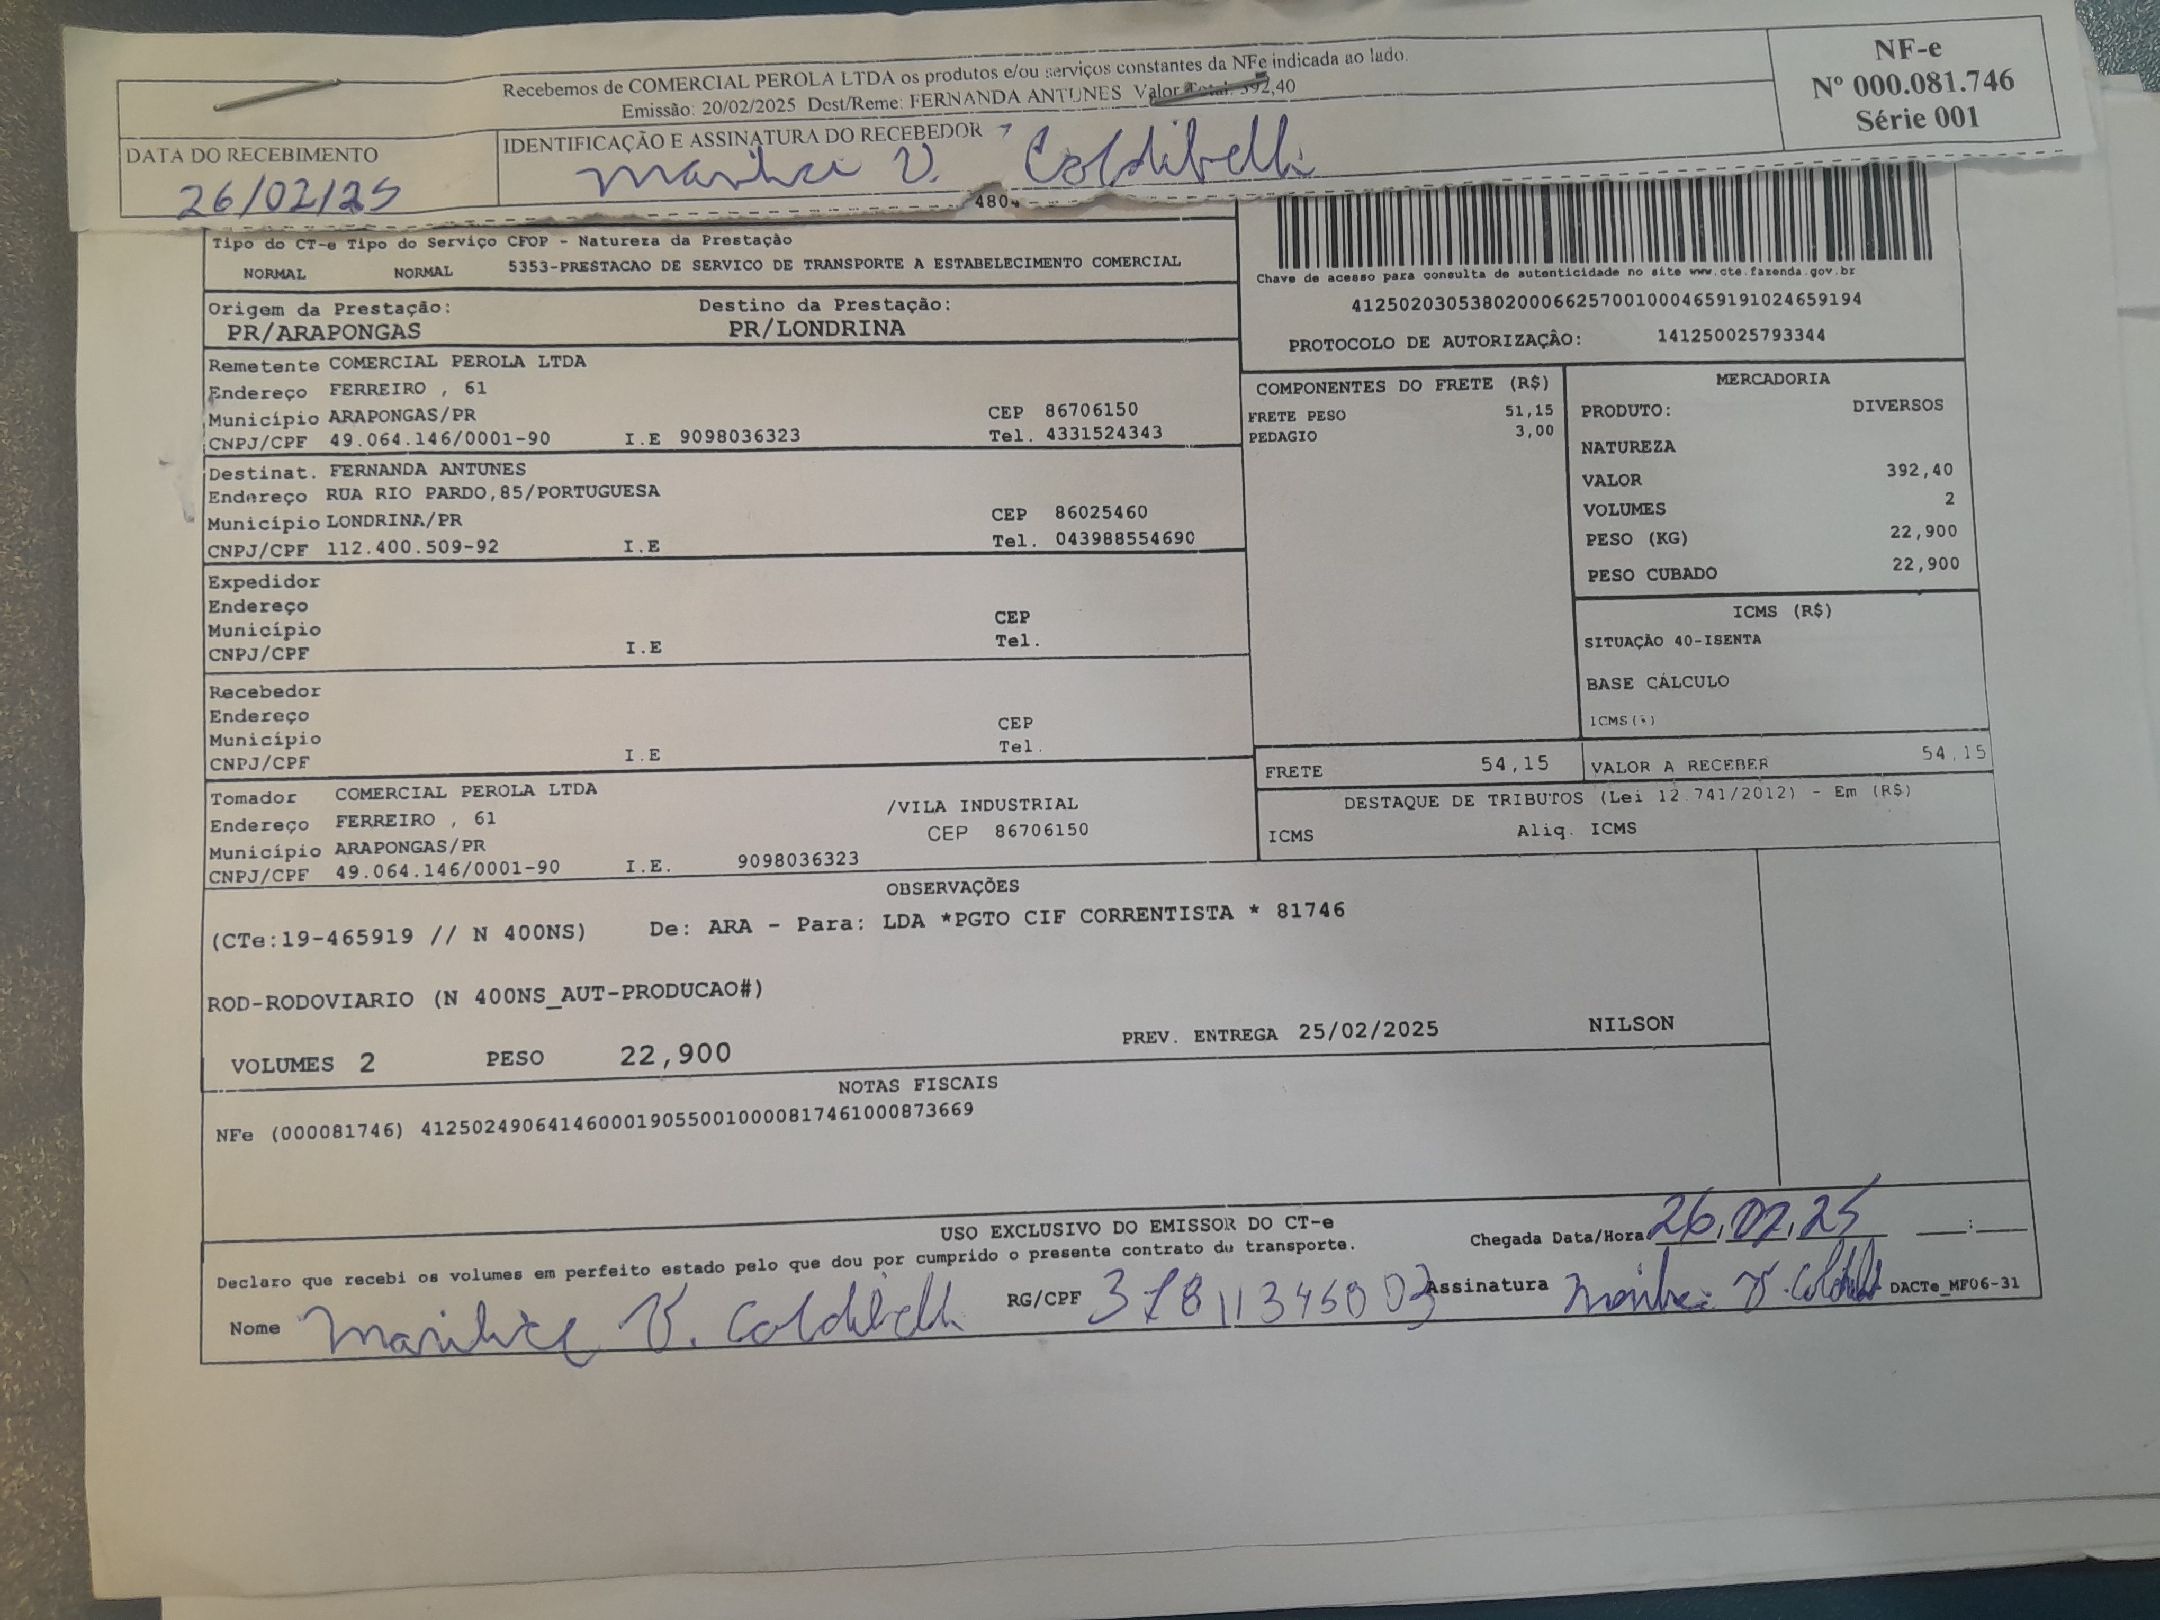 Recebemos de COMERCIAL PEROLA LTDA os produtos e/ou serviços constantes da NFe indicada ao lado.
Emissão: 20/02/2025 Dest/Reme: FERNANDA ANTUNES Valor Total: 392,40
NF-e
Nº 000.081.746
Série 001
DATA DO RECEBIMENTO
26/02/25
IDENTIFICAÇÃO E ASSINATURA DO RECEBEDOR
V. Coldibelli
Tipo do CT-e Tipo do Serviço CFOP - Natureza da Prestação
NORMAL NORMAL 5353-PRESTACAO DE SERVICO DE TRANSPORTE A ESTABELECIMENTO COMERCIAL
Chave de acesso para consulta de autenticidade no site www.cte.fazenda.gov.br
41250203053802000662570010004659191024659194
PROTOCOLO DE AUTORIZAÇÂO: 141250025793344
Origem da Prestação: Destino da Prestação:
PR/ARAPONGAS PR/LONDRINA
Remetente COMERCIAL PEROLA LTDA
Endereço FERREIRO , 61
Município ARAPONGAS/PR CEP 86706150
CNPJ/CPF 49.064.146/0001-90 I.E 9098036323 Tel. 4331524343
Destinat. FERNANDA ANTUNES
Endereço RUA RIO PARDO,85/PORTUGUESA
Município LONDRINA/PR CEP 86025460
CNPJ/CPF 112.400.509-92 I.E Tel. 043988554690
Expedidor
Endereço
Município CEP
CNPJ/CPF I.E Tel.
Recebedor
Endereço
Município CEP
CNPJ/CPF I.E Tel.
Tomador COMERCIAL PEROLA LTDA
Endereço FERREIRO , 61 /VILA INDUSTRIAL
Município ARAPONGAS/PR CEP 86706150
CNPJ/CPF 49.064.146/0001-90 I.E. 9098036323
COMPONENTES DO FRETE (R$)
FRETE PESO 51,15
PEDAGIO 3,00
MERCADORIA
PRODUTO: DIVERSOS
NATUREZA
VALOR 392,40
VOLUMES 2
PESO (KG) 22,900
PESO CUBADO 22,900
ICMS (R$)
SITUAÇÃO 40-ISENTA
BASE CÁLCULO
ICMS(%)
FRETE 54,15 VALOR A RECEBER 54,15
DESTAQUE DE TRIBUTOS (Lei 12.741/2012) - Em (R$)
ICMS Aliq. ICMS
OBSERVAÇÕES
(CTe:19-465919 // N 400NS) De: ARA - Para: LDA *PGTO CIF CORRENTISTA * 81746
ROD-RODOVIARIO (N 400NS_AUT-PRODUCAO#)
VOLUMES 2 PESO 22,900 PREV. ENTREGA 25/02/2025 NILSON
NOTAS FISCAIS
NFe (000081746) 41250249064146000190550010000817461000873669
USO EXCLUSIVO DO EMISSOR DO CT-e
Declaro que recebi os volumes em perfeito estado pelo que dou por cumprido o presente contrato de transporte.
Chegada Data/Hora 26.02.25 :
Nome V. Coldibelli RG/CPF Assinatura V. DACTe_MF06-31